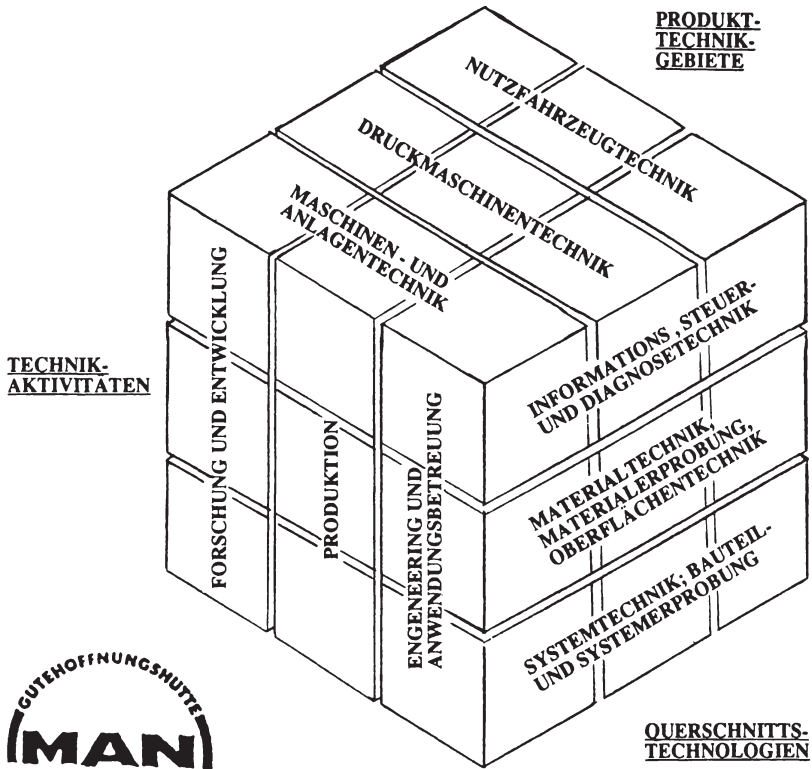 PRODUKT-
TECHNIK-
GEBIETE
NUTZFAHRZEUGTECHNIK
DRUCKMASCHINENTECHNIK
MASCHINEN- UND
ANLAGENTECHNIK
TECHNIK-
AKTIVITÄTEN
FORSCHUNG UND ENTWICKLUNG
PRODUKTION
ENGENEERING UND
ANWENDUNGSBETREUUNG
INFORMATIONS, STEUER-
UND DIAGNOSETECHNIK
MATERIALTECHNIK,
MATERIALERPROBUNG,
OBERFLÄCHENTECHNIK
SYSTEMTECHNIK; BAUTEIL-
UND SYSTEMERPROBUNG
GUTEHOFFNUNGSHÜTTE
MAN
QUERSCHNITTS-
TECHNOLOGIEN